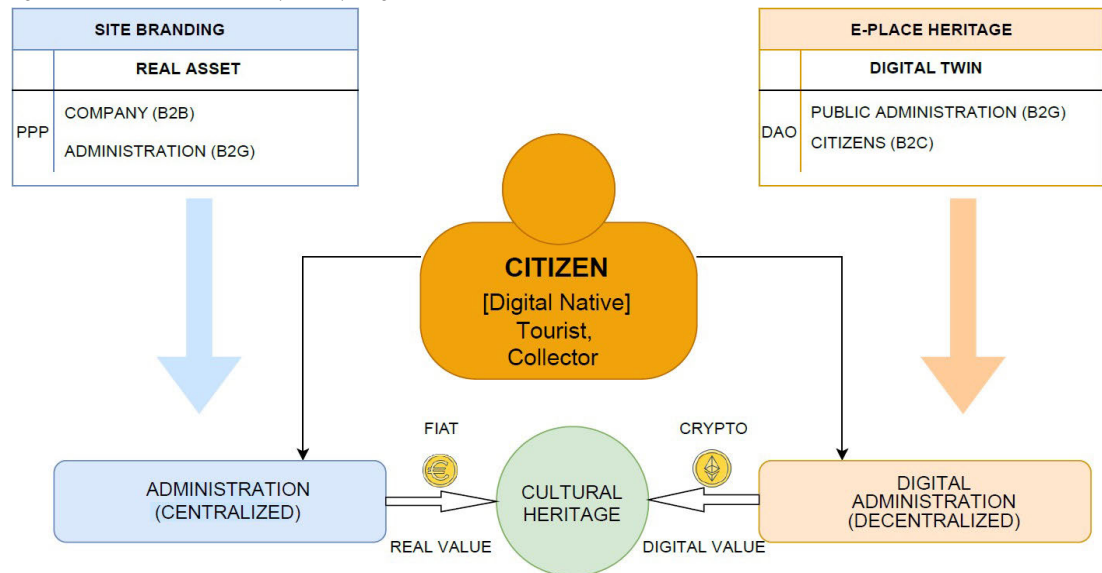 SITE BRANDING
REAL ASSET
PPP
COMPANY (B2B)
ADMINISTRATION (B2G)
E-PLACE HERITAGE
DIGITAL TWIN
DAO
PUBLIC ADMINISTRATION (B2G)
CITIZENS (B2C)
CITIZEN
[Digital Native]
Tourist,
Collector
FIAT
CRYPTO
€
ADMINISTRATION
(CENTRALIZED)
CULTURAL
HERITAGE
DIGITAL
ADMINISTRATION
(DECENTRALIZED)
REAL VALUE
DIGITAL VALUE